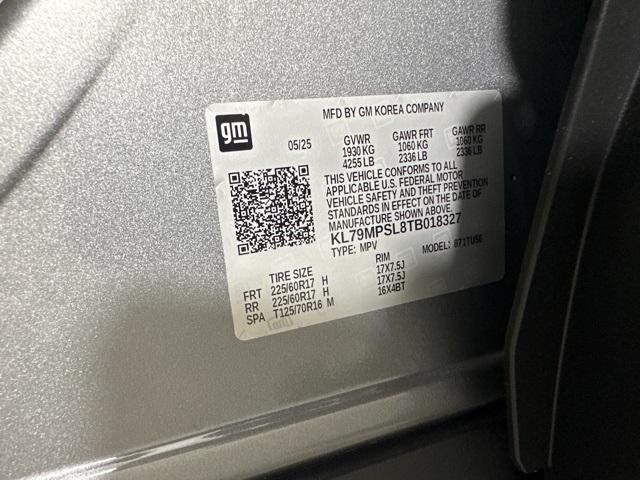 gm
MFD BY GM KOREA COMPANY
05/25 GVWR GAWR FRT GAWR RR
1930 KG 1060 KG 1060 KG
4255 LB 2336 LB 2336 LB
THIS VEHICLE CONFORMS TO ALL
APPLICABLE U.S. FEDERAL MOTOR
VEHICLE SAFETY AND THEFT PREVENTION
STANDARDS IN EFFECT ON THE DATE OF
MANUFACTURE SHOWN ABOVE.
KL79MPSL8TB018327
TYPE: MPV MODEL: 871TU56
TIRE SIZE RIM
FRT 225/60R17 H 17X7.5J
RR 225/60R17 H 17X7.5J
SPA T125/70R16 M 16X4BT